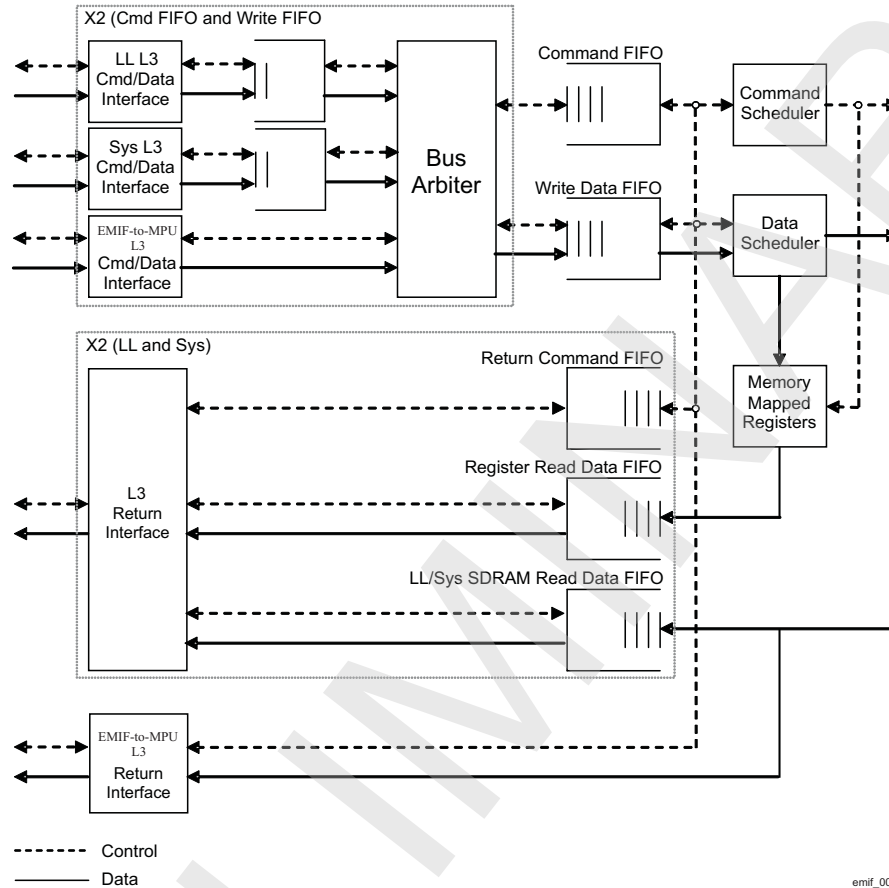 X2 (Cmd FIFO and Write FIFO
LL L3
Cmd/Data
Interface
Sys L3
Cmd/Data
Interface
EMIF-to-MPU
L3
Cmd/Data
Interface
Bus
Arbiter
Command FIFO
Write Data FIFO
Command
Scheduler
Data
Scheduler
Memory
Mapped
Registers
X2 (LL and Sys)
L3
Return
Interface
Return Command FIFO
Register Read Data FIFO
LL/Sys SDRAM Read Data FIFO
EMIF-to-MPU
L3
Return
Interface
Control
Data